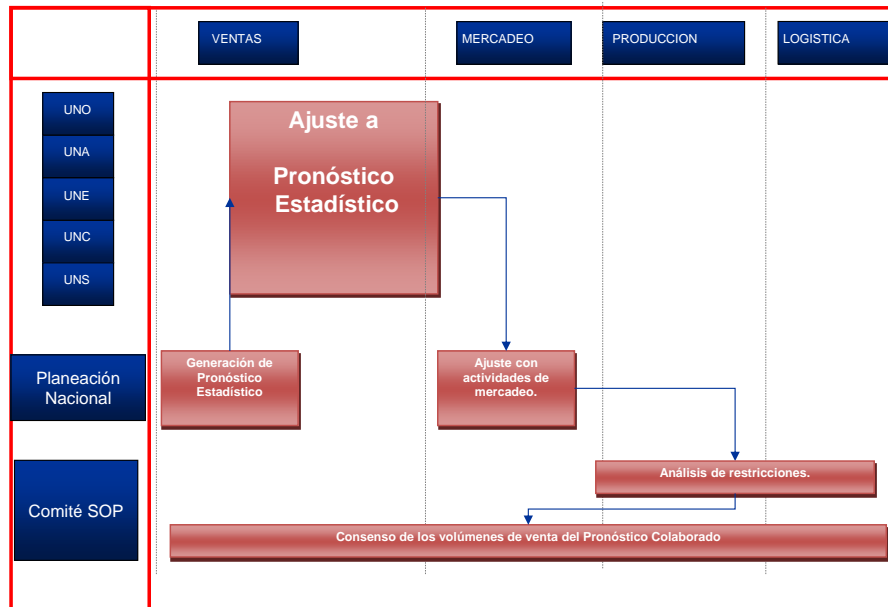 VENTAS
MERCADEO
PRODUCCION
LOGISTICA
UNO
UNA
UNE
UNC
UNS
Ajuste a
Pronóstico
Estadístico
Planeación
Nacional
Generación de
Pronóstico
Estadístico
Ajuste con
actividades de
mercadeo.
Comité SOP
Análisis de restricciones.
Consenso de los volúmenes de venta del Pronóstico Colaborado